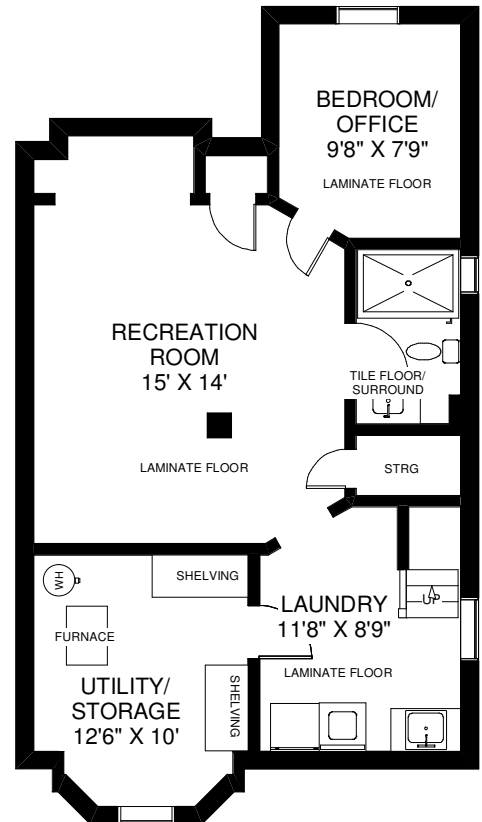 BEDROOM/
OFFICE
9'8" X 7'9"
LAMINATE FLOOR
RECREATION
ROOM
15' X 14'
LAMINATE FLOOR
TILE FLOOR/
SURROUND
STRG
SHELVING
WH
FURNACE
UP
LAUNDRY
11'8" X 8'9"
LAMINATE FLOOR
SHELVING
UTILITY/
STORAGE
12'6" X 10'